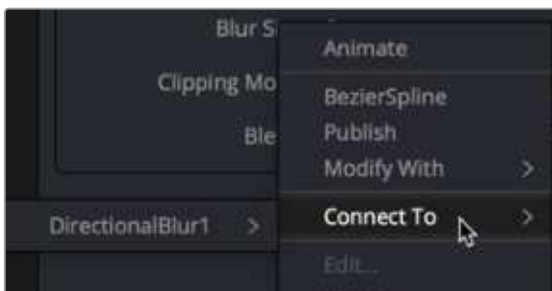 Blur S
Clipping Mo
Ble
Animate
BezierSpline
Publish
Modify With >
Connect To >
Edit...
DirectionalBlur1 >